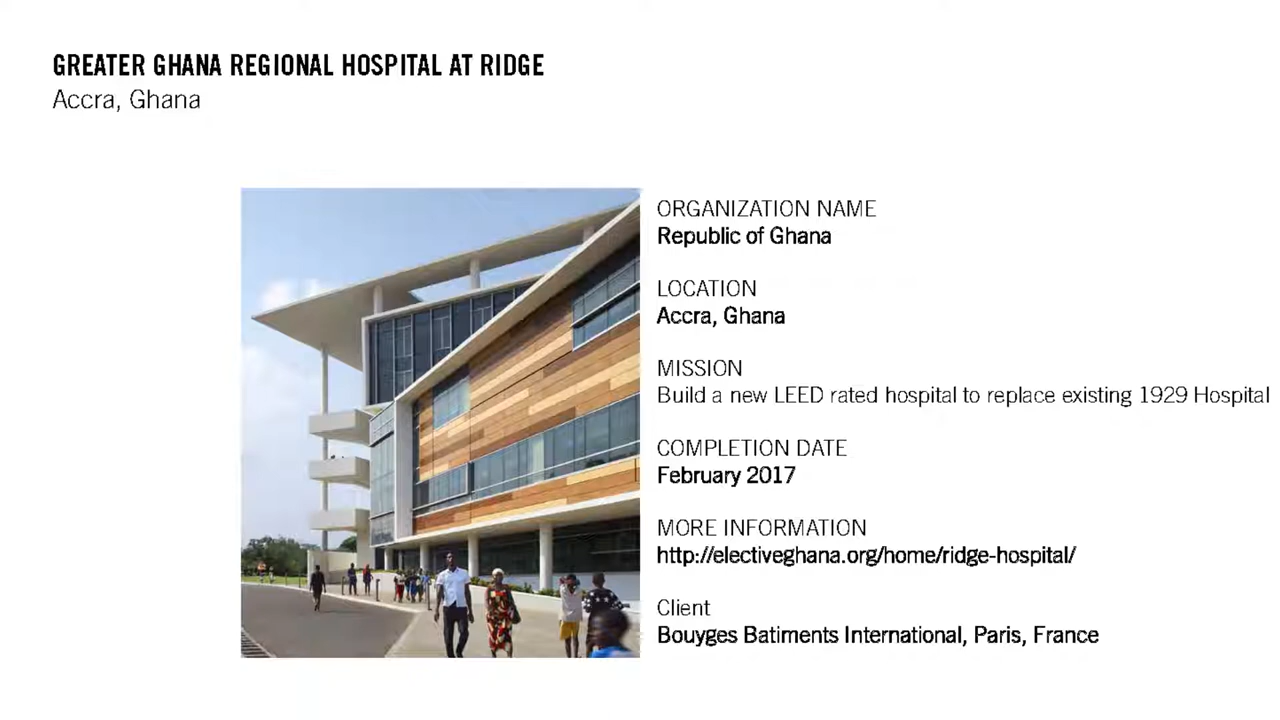 GREATER GHANA REGIONAL HOSPITAL AT RIDGE
Accra, Ghana
ORGANIZATION NAME
Republic of Ghana
LOCATION
Accra, Ghana
MISSION
Build a new LEED rated hospital to replace existing 1929 Hospital
COMPLETION DATE
February 2017
MORE INFORMATION
http://electiveghana.org/home/ridge-hospital/
Client
Bouyges Batiments International, Paris, France